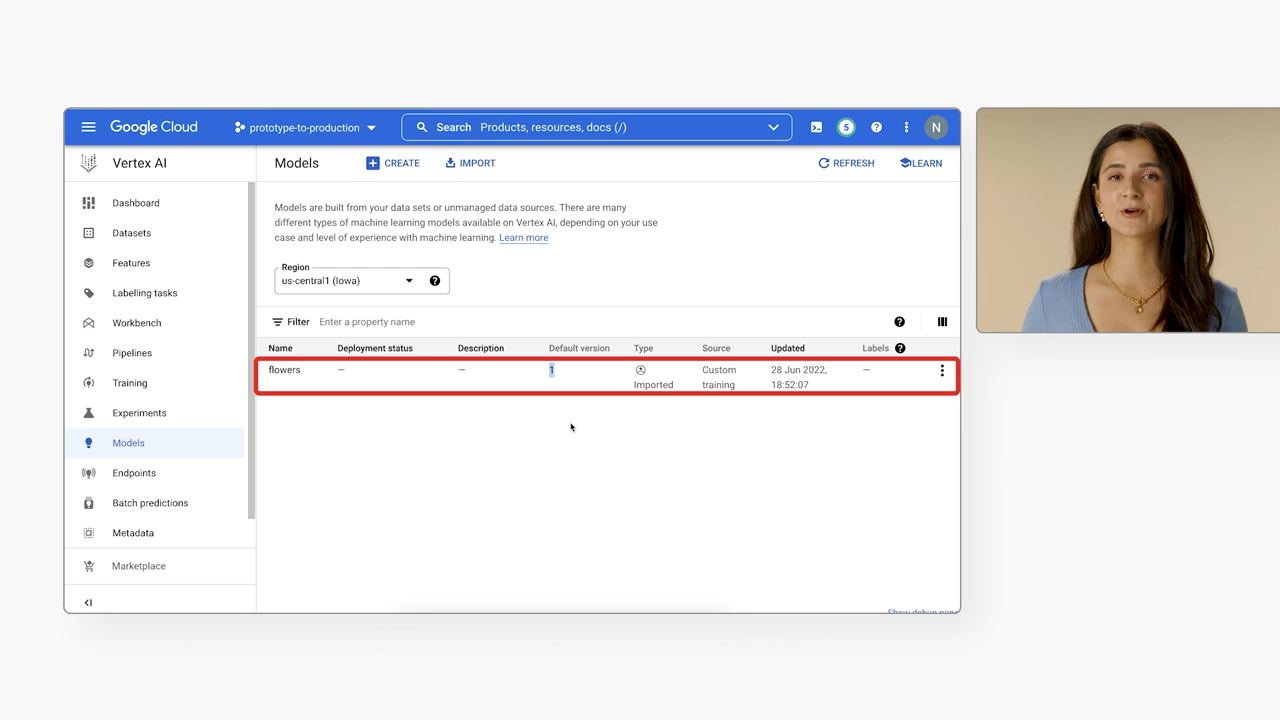 Google Cloud
prototype-to-production
Search Products, resources, docs (/)
5
N
Vertex AI
Models
CREATE
IMPORT
REFRESH
LEARN
Dashboard
Datasets
Features
Labelling tasks
Workbench
Pipelines
Training
Experiments
Models
Endpoints
Batch predictions
Metadata
Marketplace
Models are built from your data sets or unmanaged data sources. There are many
different types of machine learning models available on Vertex AI, depending on your use
case and level of experience with machine learning. Learn more
Region
us-central1 (Iowa)
Filter Enter a property name
Name Deployment status Description Default version Type Source Updated Labels
flowers — — 1 Imported Custom training 28 Jun 2022, 18:52:07 —
Show debug panel